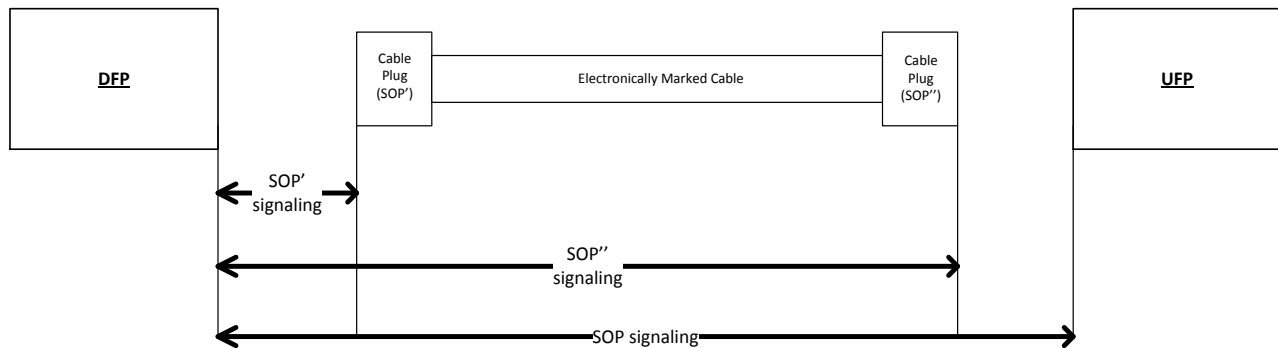 DFP
Cable
Plug
(SOP’)
Electronically Marked Cable
Cable
Plug
(SOP’’)
UFP
SOP’
signaling
SOP’’
signaling
SOP signaling